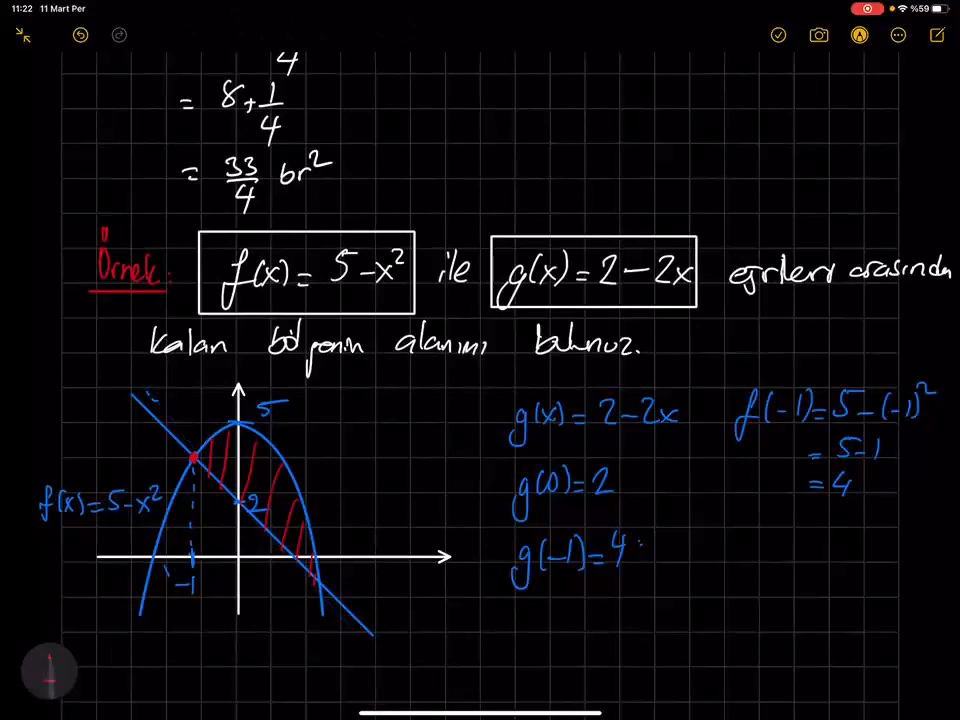 11:22 11 Mart Per %59
4
= 8+1/4
= 33/4 br²
Örnek: f(x) = 5-x² ile g(x) = 2-2x eğrileri arasında
kalan bölgenin alanını bulunuz.
5
2
f(x)=5-x²
-1
g(x)=2-2x
g(0)=2
g(-1)=4
f(-1)=5-(-1)²
=5-1
=4